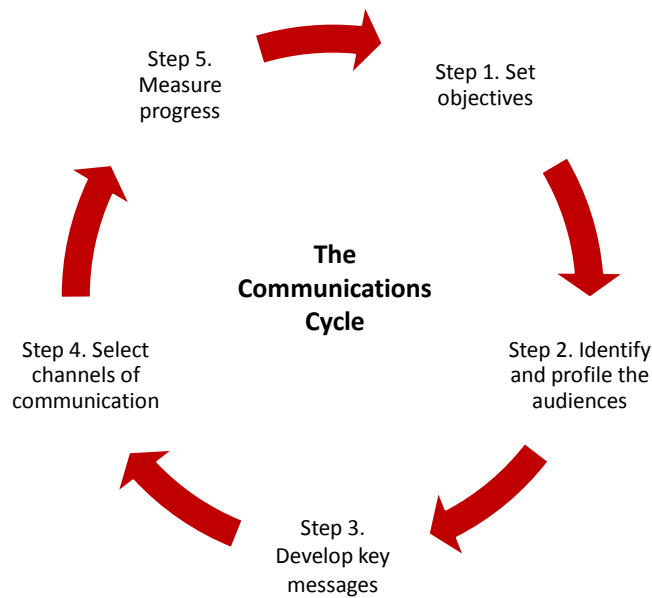 Step 5.
Measure
progress
Step 1. Set
objectives
The
Communications
Cycle
Step 4. Select
channels of
communication
Step 2. Identify
and profile the
audiences
Step 3.
Develop key
messages